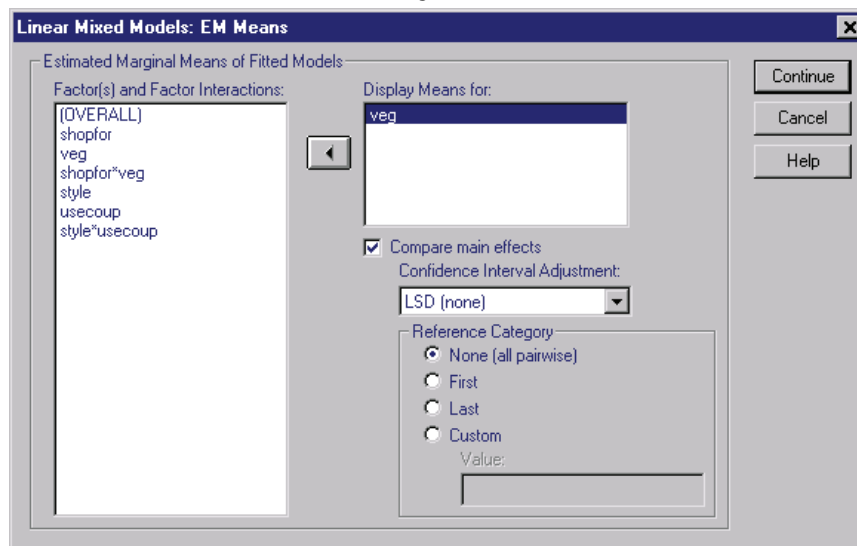 Linear Mixed Models: EM Means
Estimated Marginal Means of Fitted Models
Factor(s) and Factor Interactions:
(OVERALL)
shopfor
veg
shopfor*veg
style
usecoup
style*usecoup
Display Means for:
veg
Compare main effects
Confidence Interval Adjustment:
LSD (none)
Reference Category
None (all pairwise)
First
Last
Custom
Value:
Continue
Cancel
Help